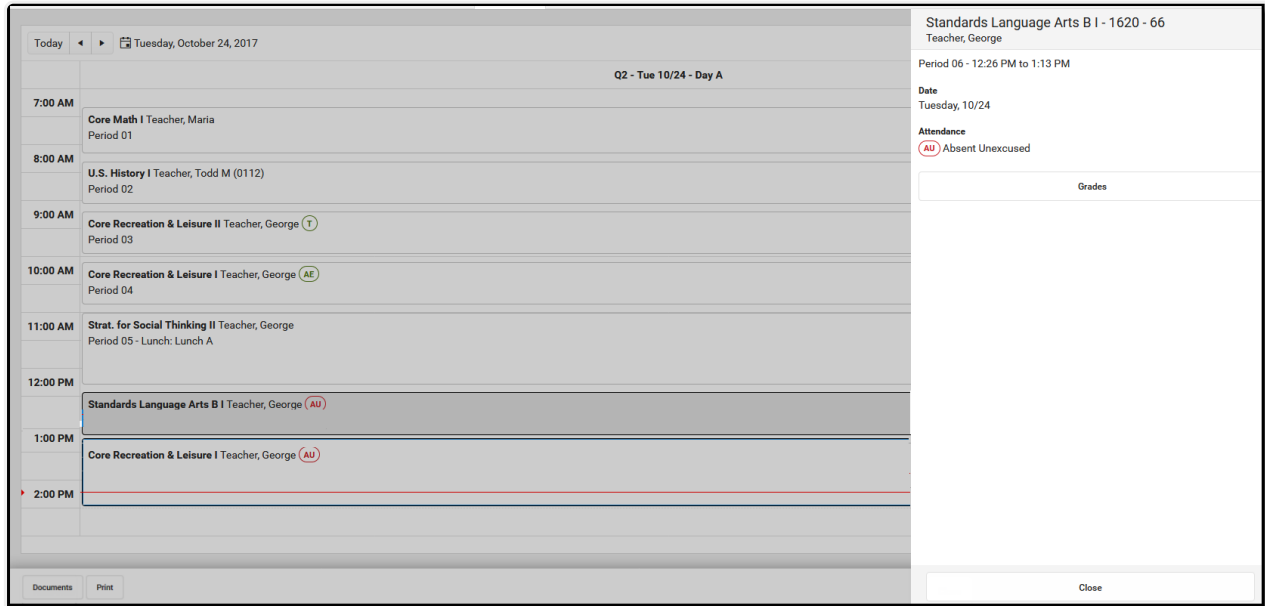 Today
Tuesday, October 24, 2017
Q2 - Tue 10/24 - Day A
7:00 AM
Core Math I Teacher, Maria
Period 01
8:00 AM
U.S. History I Teacher, Todd M (0112)
Period 02
9:00 AM
Core Recreation & Leisure II Teacher, George T
Period 03
10:00 AM
Core Recreation & Leisure I Teacher, George AE
Period 04
11:00 AM
Strat. for Social Thinking II Teacher, George
Period 05 - Lunch: Lunch A
12:00 PM
Standards Language Arts B I Teacher, George AU
1:00 PM
Core Recreation & Leisure I Teacher, George AU
2:00 PM
Documents
Print
Standards Language Arts B I - 1620 - 66
Teacher, George
Period 06 - 12:26 PM to 1:13 PM
Date
Tuesday, 10/24
Attendance
AU Absent Unexcused
Grades
Close